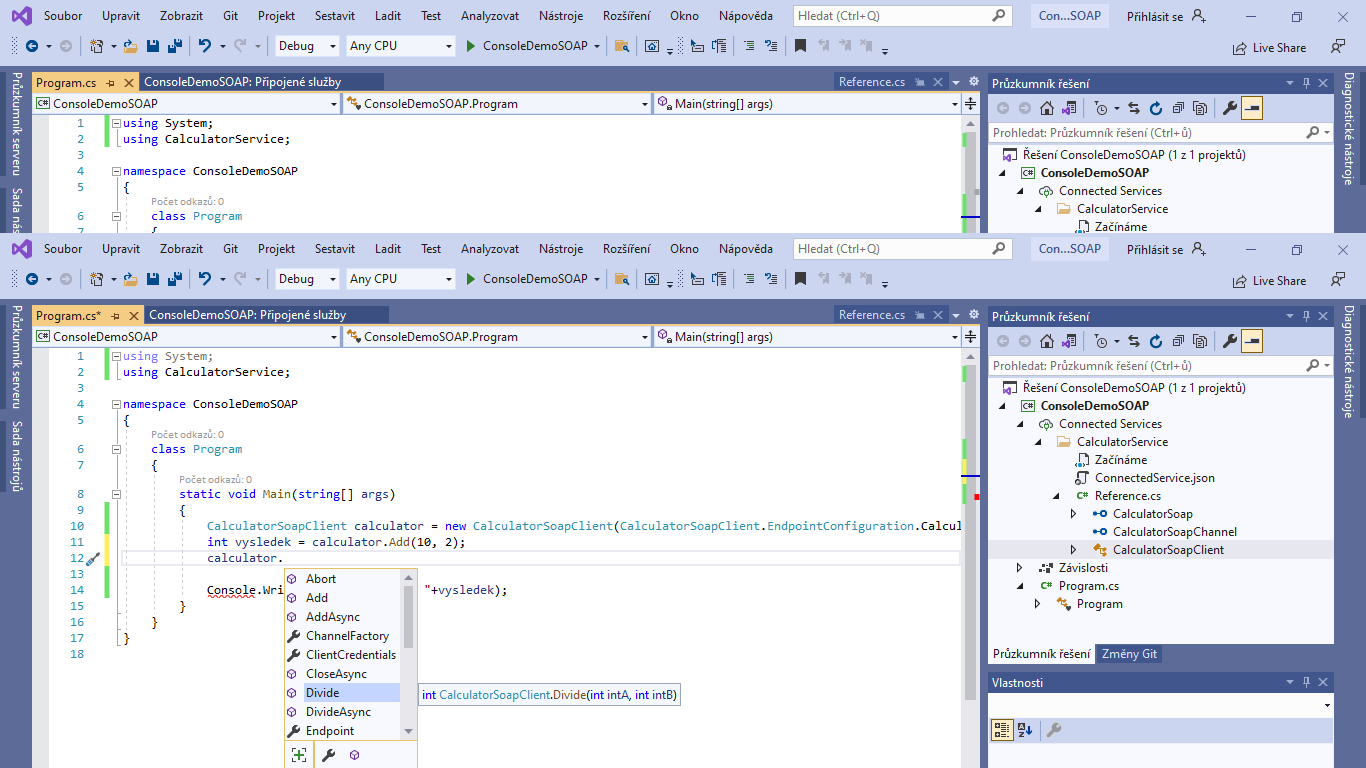 Soubor Upravit Zobrazit Git Projekt Sestavit Ladit Test Analyzovat Nástroje Rozšíření Okno Nápověda Hledat (Ctrl+Q) Con...SOAP Přihlásit se
Debug Any CPU ConsoleDemoSOAP Live Share
Průzkumník serveru
Sada nás
Program.cs ConsoleDemoSOAP: Připojené služby Reference.cs
ConsoleDemoSOAP ConsoleDemoSOAP.Program Main(string[] args)
1 using System;
2 using CalculatorService;
3
4 namespace ConsoleDemoSOAP
5 {
Počet odkazů: 0
6 class Program
7 {
Průzkumník řešení
Prohledat: Průzkumník řešení (Ctrl+ů)
Řešení ConsoleDemoSOAP (1 z 1 projektů)
ConsoleDemoSOAP
Connected Services
CalculatorService
Začínáme
Diagnostické nástroje
Soubor Upravit Zobrazit Git Projekt Sestavit Ladit Test Analyzovat Nástroje Rozšíření Okno Nápověda Hledat (Ctrl+Q) Con...SOAP Přihlásit se
Debug Any CPU ConsoleDemoSOAP Live Share
Průzkumník serveru
Sada nástrojů
Program.cs* ConsoleDemoSOAP: Připojené služby Reference.cs
ConsoleDemoSOAP ConsoleDemoSOAP.Program Main(string[] args)
1 using System;
2 using CalculatorService;
3
4 namespace ConsoleDemoSOAP
5 {
Počet odkazů: 0
6 class Program
7 {
Počet odkazů: 0
8 static void Main(string[] args)
9 {
10 CalculatorSoapClient calculator = new CalculatorSoapClient(CalculatorSoapClient.EndpointConfiguration.Calcul
11 int vysledek = calculator.Add(10, 2);
12 calculator.
13
14 Console.Wri "+vysledek);
15 }
16 }
17 }
18
Abort
Add
AddAsync
ChannelFactory
ClientCredentials
CloseAsync
Divide
DivideAsync
Endpoint
int CalculatorSoapClient.Divide(int intA, int intB)
Průzkumník řešení
Prohledat: Průzkumník řešení (Ctrl+ů)
Řešení ConsoleDemoSOAP (1 z 1 projektů)
C# ConsoleDemoSOAP
Connected Services
CalculatorService
Začínáme
ConnectedService.json
C# Reference.cs
CalculatorSoap
CalculatorSoapChannel
CalculatorSoapClient
Závislosti
C# Program.cs
Program
Průzkumník řešení Změny Git
Vlastnosti
Diagnostické nástroje